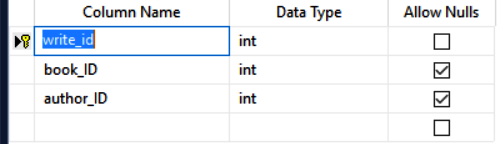 Column Name Data Type Allow Nulls
write_id int
book_ID int
author_ID int